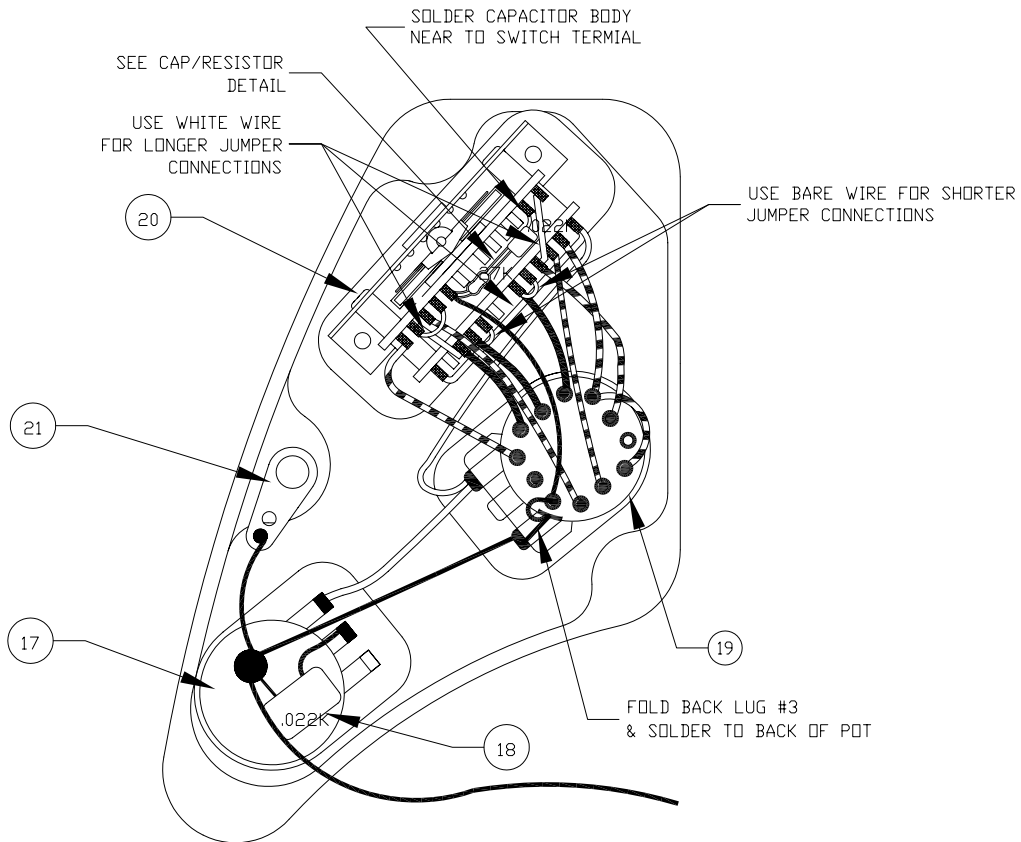 SOLDER CAPACITOR BODY
NEAR TO SWITCH TERMIAL
SEE CAP/RESISTOR
DETAIL
USE WHITE WIRE
FOR LONGER JUMPER
CONNECTIONS
USE BARE WIRE FOR SHORTER
JUMPER CONNECTIONS
20
.022K
21
17
19
FOLD BACK LUG #3
& SOLDER TO BACK OF POT
.022K
18